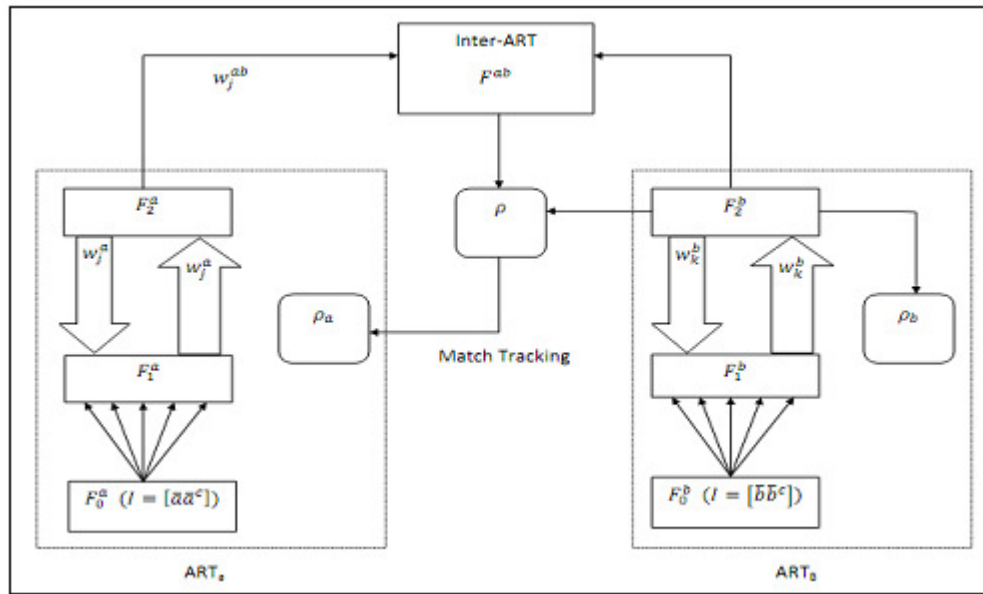 Inter-ART
F^{ab}
w_j^{ab}
F_2^a
ρ
F_2^b
w_j^a
w_j^a
w_k^b
w_k^b
ρ_a
ρ_b
Match Tracking
F_1^a
F_1^b
F_0^a (I = [āā^c])
F_0^b (I = [b̄b̄^c])
ART_a
ART_B